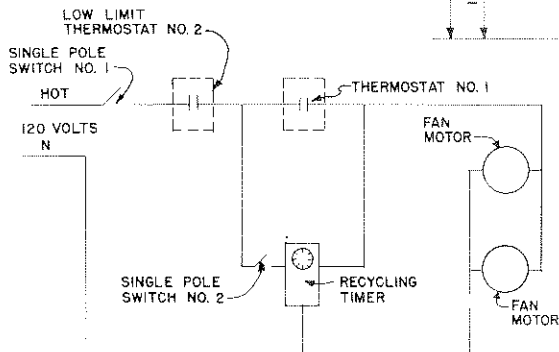 LOW LIMIT
THERMOSTAT NO. 2
SINGLE POLE
SWITCH NO. 1
HOT
THERMOSTAT NO. 1
120 VOLTS
N
FAN
MOTOR
SINGLE POLE
SWITCH NO. 2
RECYCLING
TIMER
FAN
MOTOR